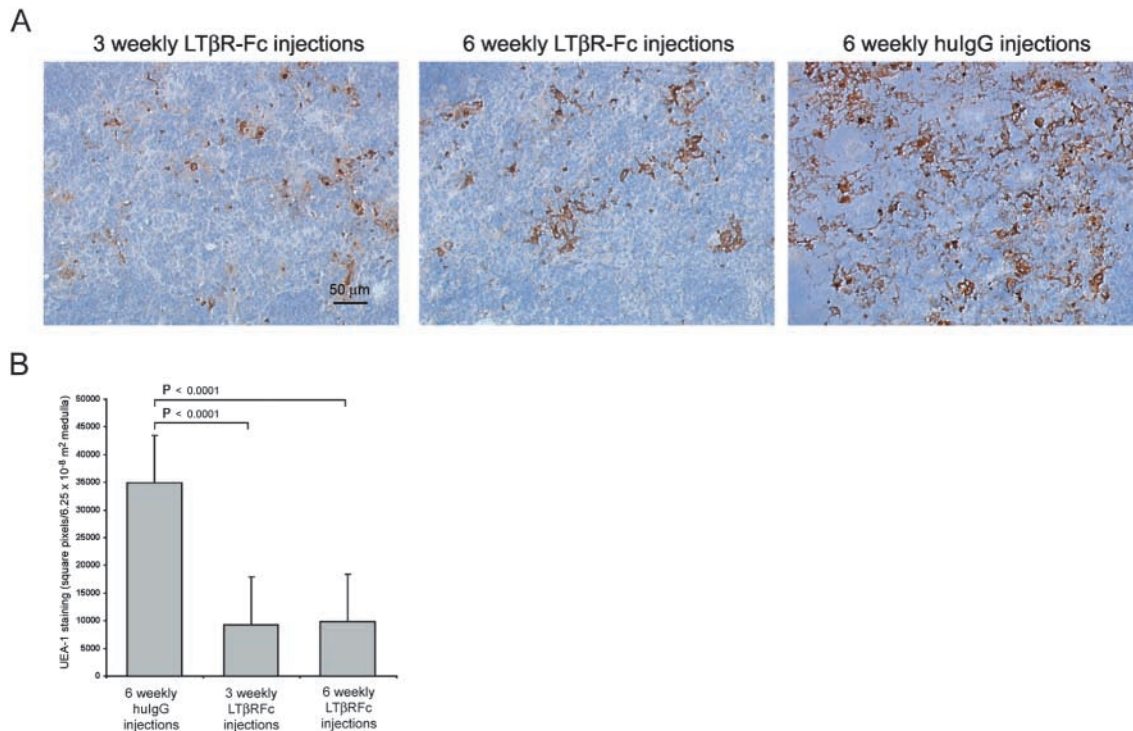 A
3 weekly LTβR-Fc injections
6 weekly LTβR-Fc injections
6 weekly huIgG injections
50 µm
B
P < 0.0001
P < 0.0001
50000
45000
40000
35000
30000
25000
20000
15000
10000
5000
0
UEA-1 staining (square pixels/6.25 x 10⁻⁸ m² medulla)
6 weekly
huIgG
injections
3 weekly
LTβRFc
injections
6 weekly
LTβRFc
injections